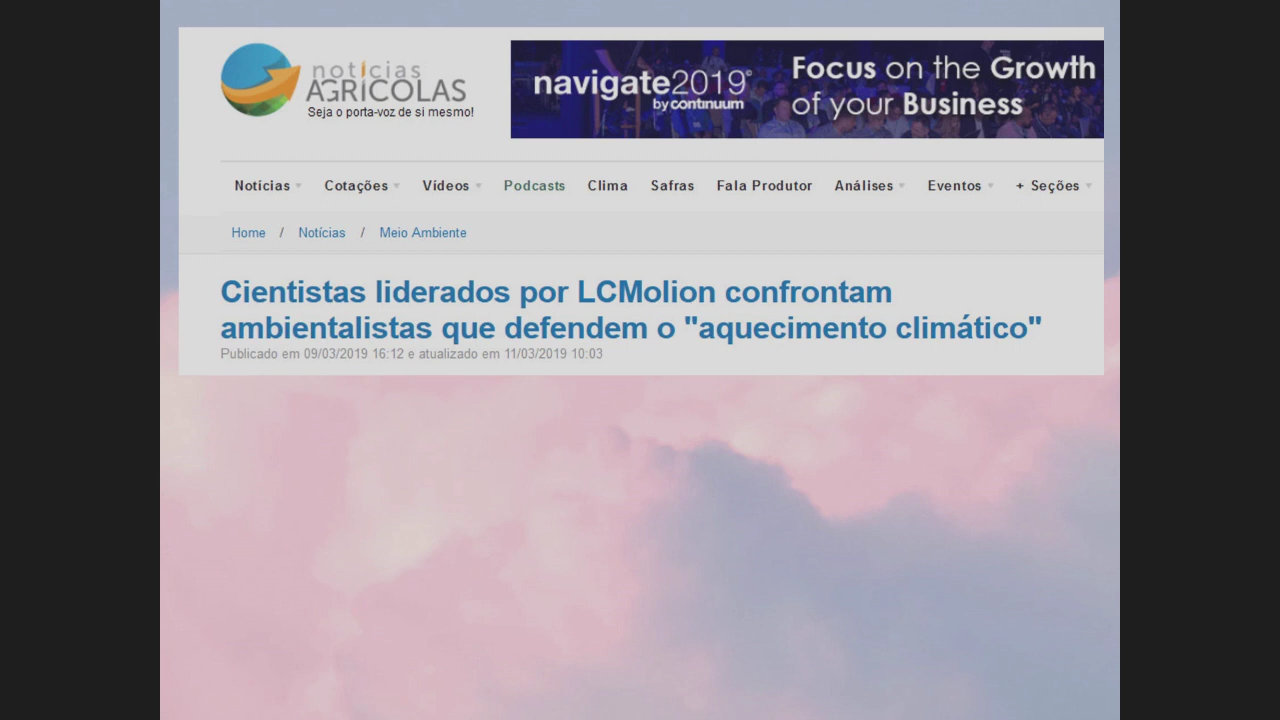 notícias
AGRÍCOLAS
Seja o porta-voz de si mesmo!
navigate2019®
by continuum
Focus on the Growth
of your Business
Notícias Cotações Vídeos Podcasts Clima Safras Fala Produtor Análises Eventos + Seções
Home / Notícias / Meio Ambiente
Cientistas liderados por LCMolion confrontam
ambientalistas que defendem o "aquecimento climático"
Publicado em 09/03/2019 16:12 e atualizado em 11/03/2019 10:03